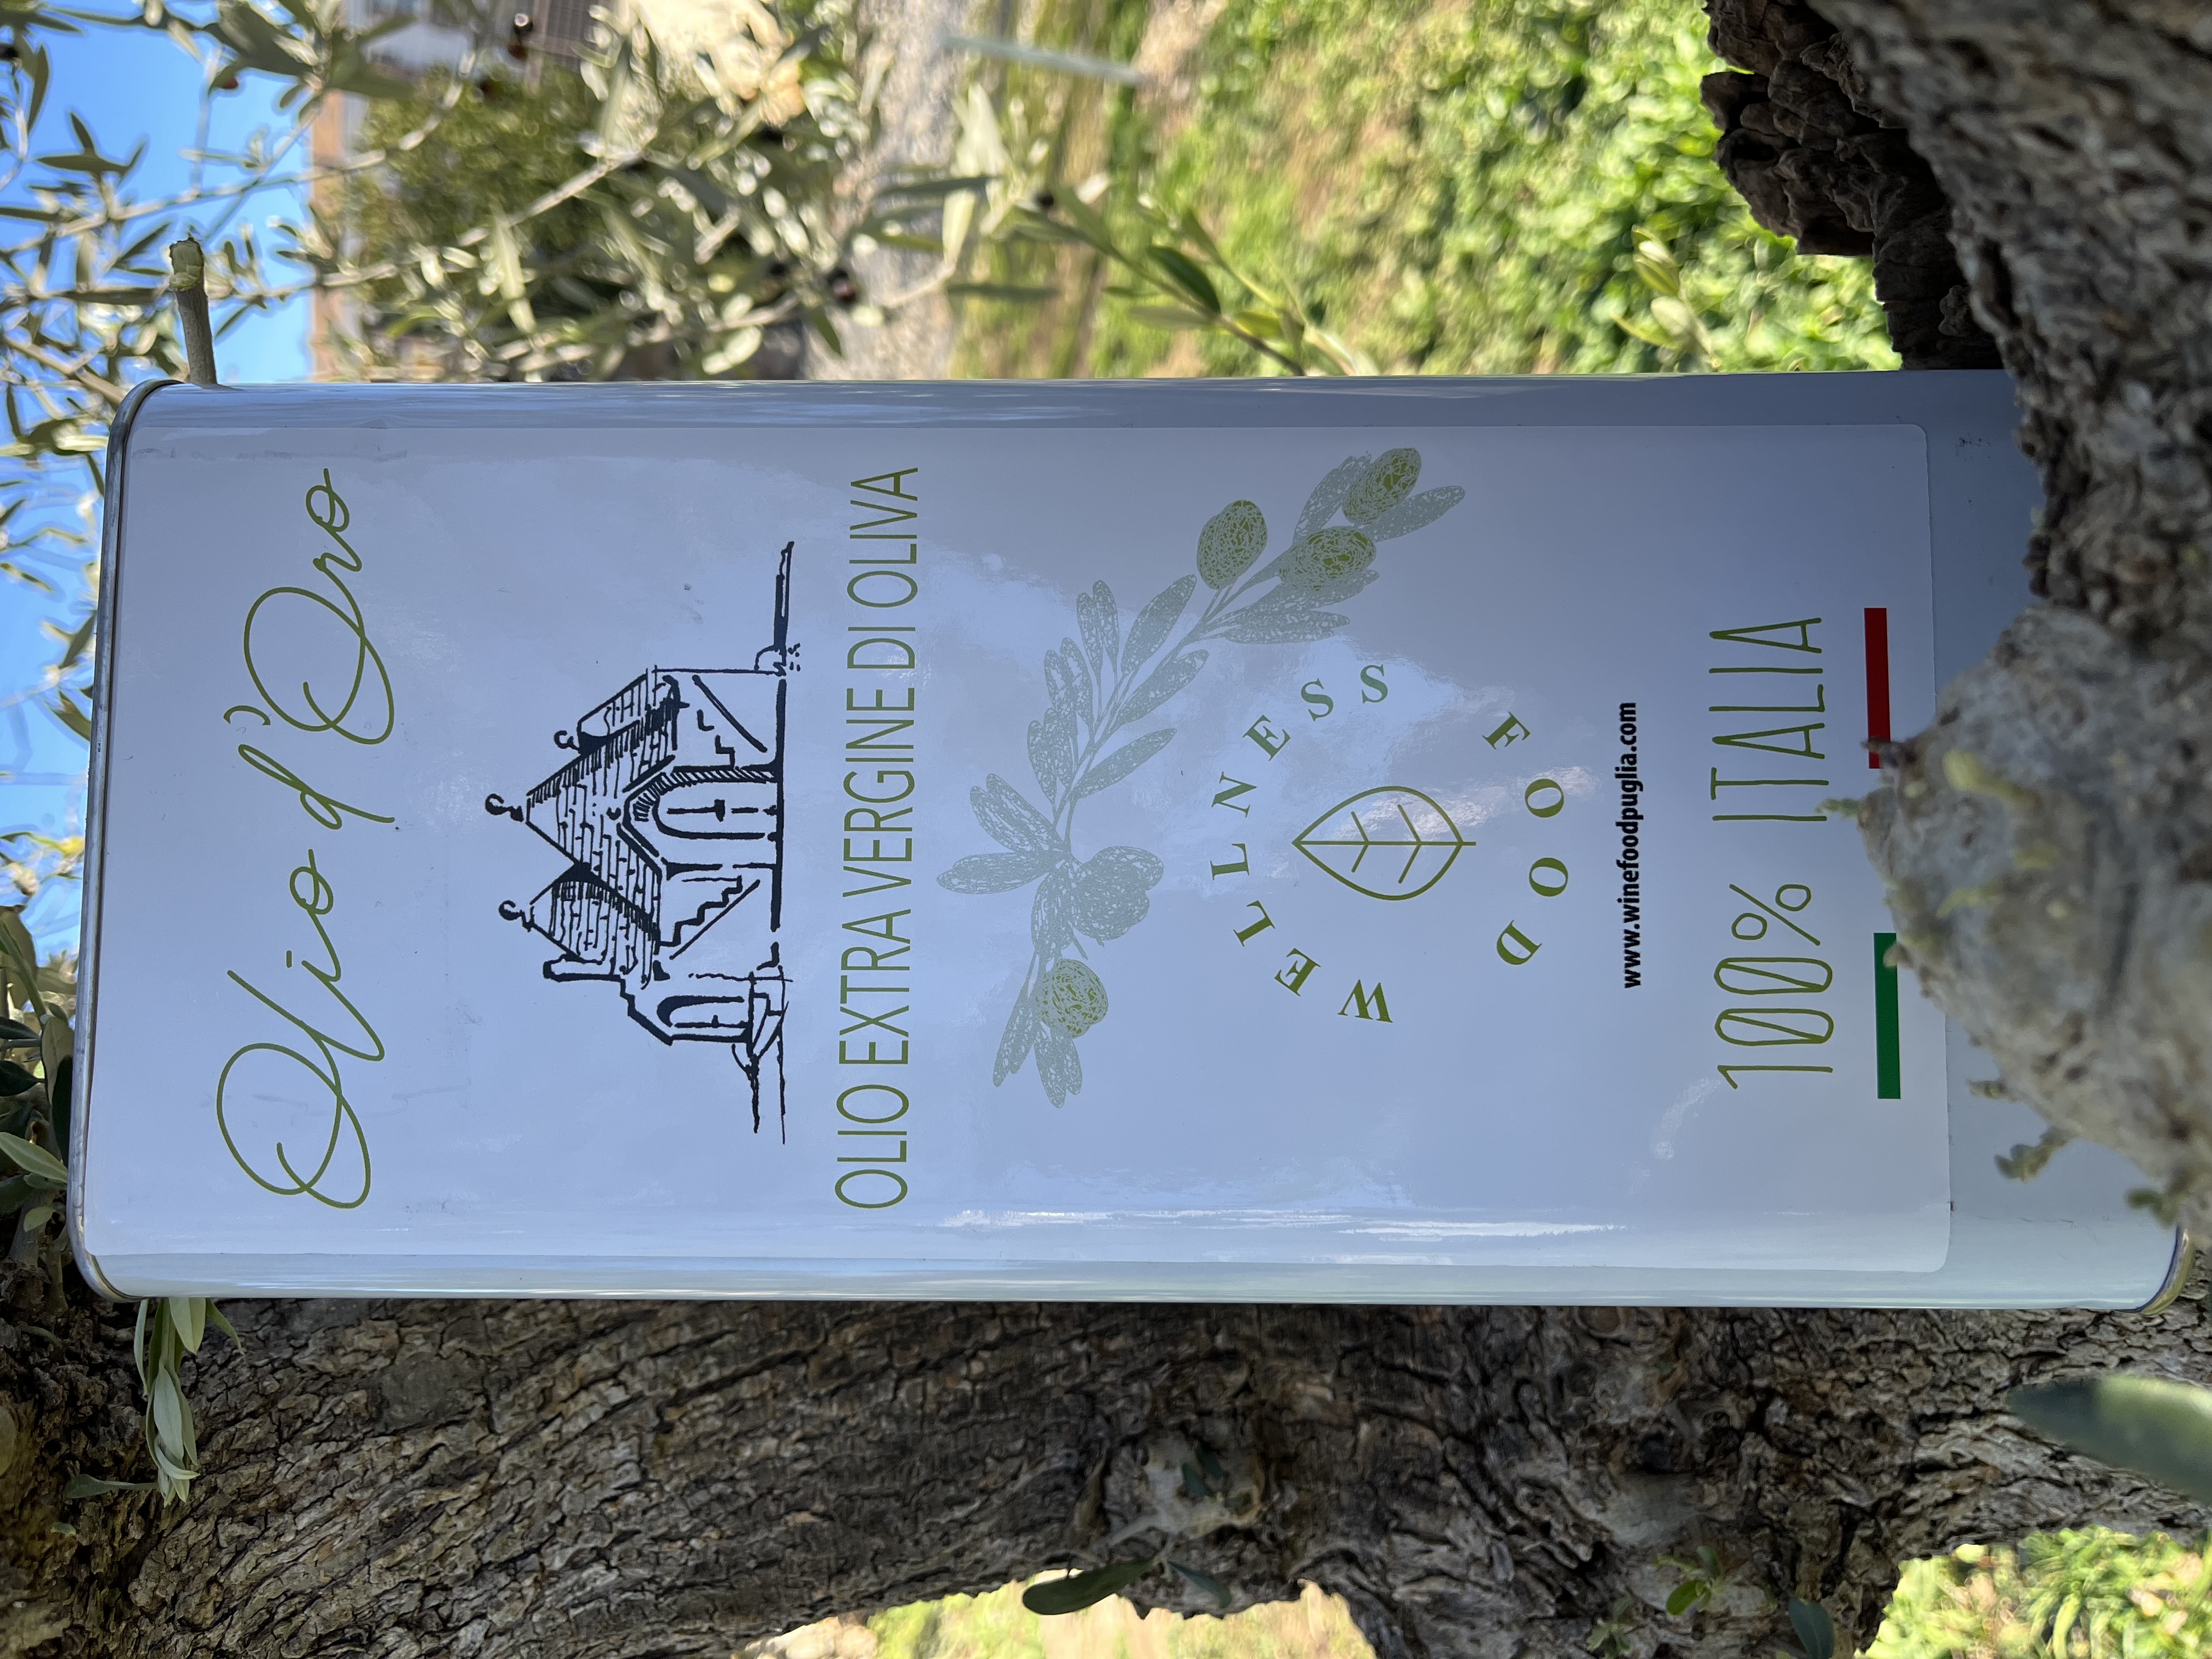 Olio d'Oro
OLIO EXTRA VERGINE DI OLIVA
WELLNESS
FOOD
www.winefoodpuglia.com
100% ITALIA